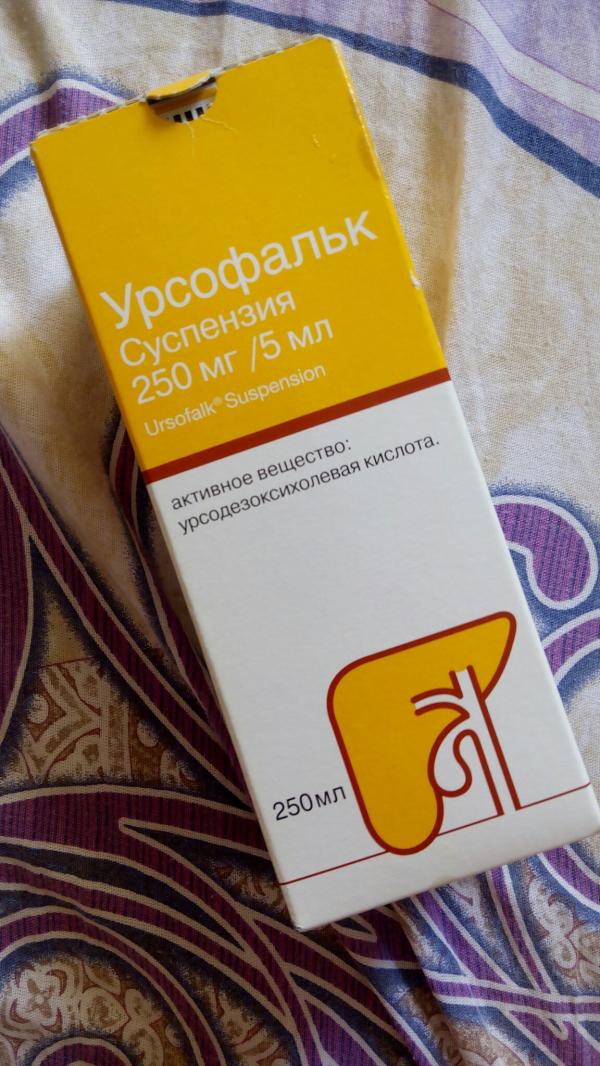 Урсофальк
Суспензия
250 мг /5 мл
Ursofalk® Suspension
активное вещество:
урсодезоксихолевая кислота.
250мл